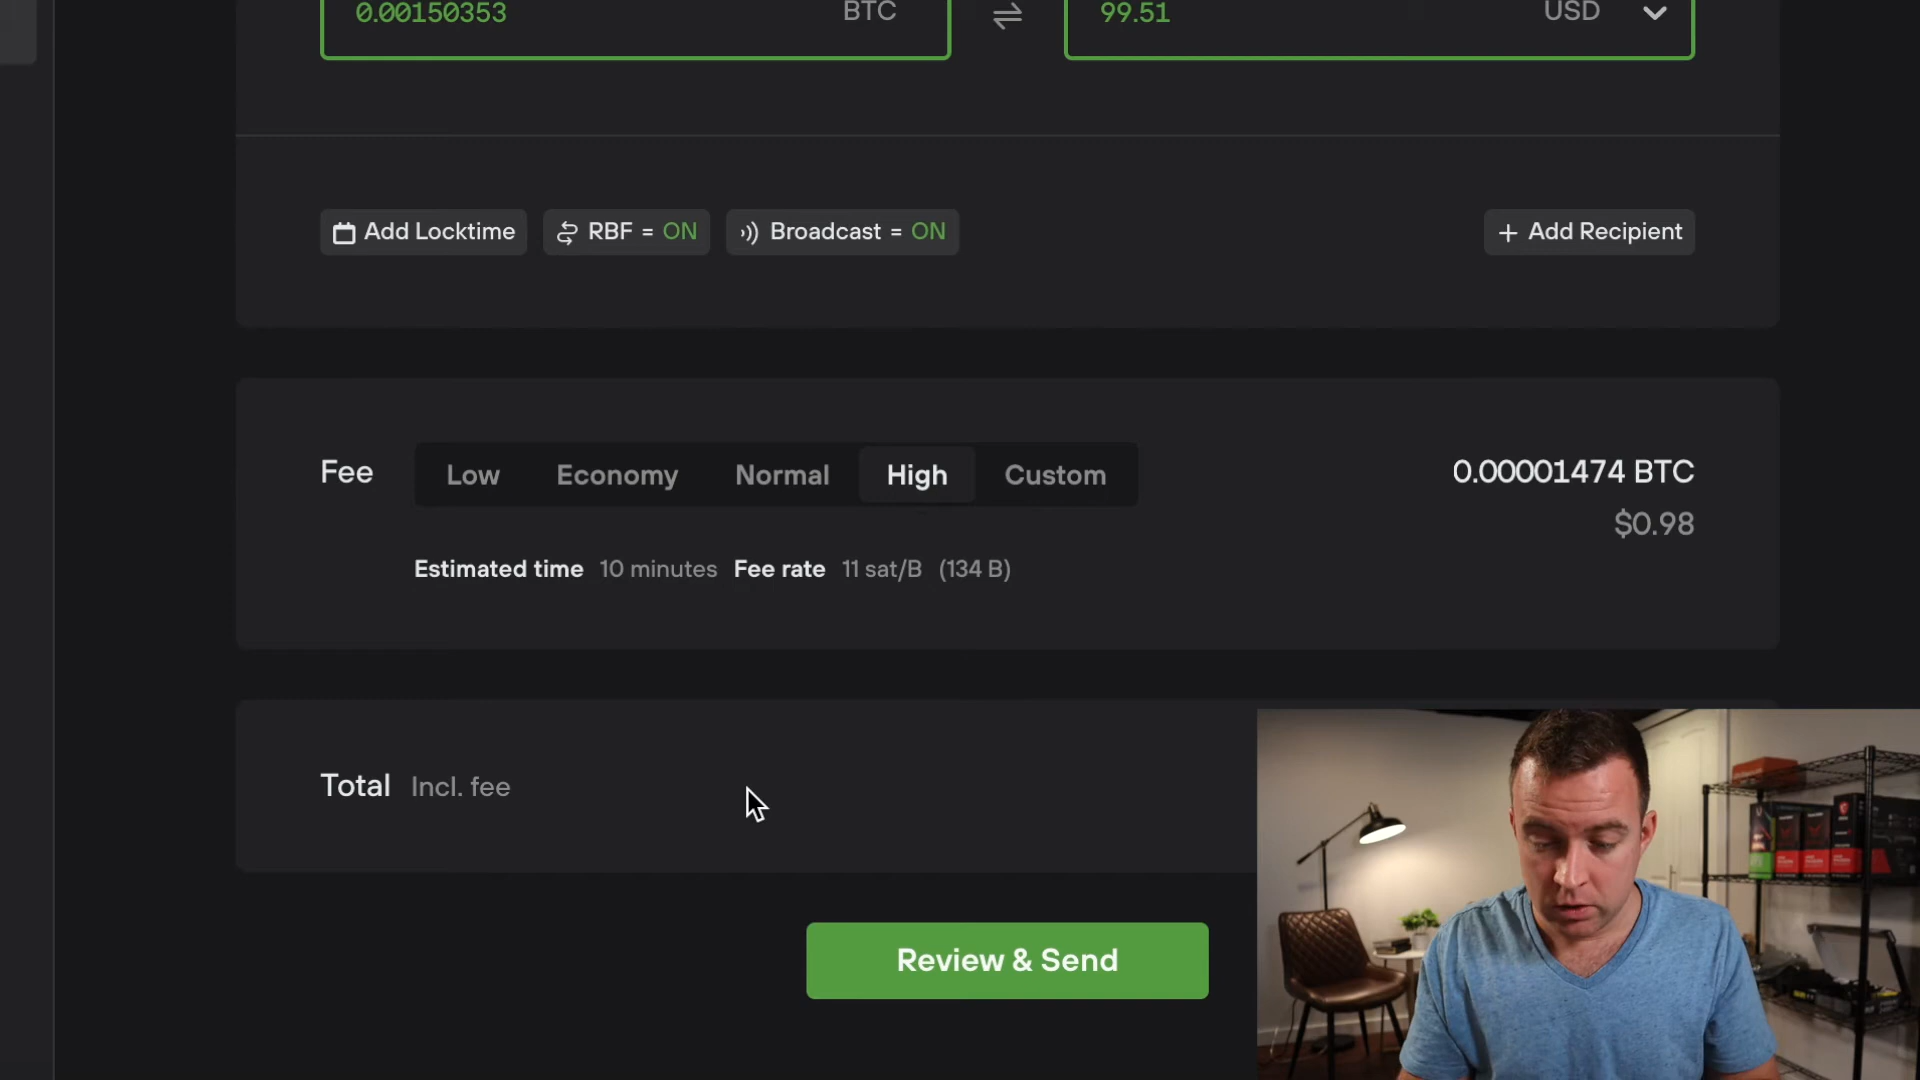 0.00150353 BTC 99.51 USD
Add Locktime RBF = ON Broadcast = ON + Add Recipient
Fee Low Economy Normal High Custom 0.00001474 BTC
$0.98
Estimated time 10 minutes Fee rate 11 sat/B (134 B)
Total Incl. fee
Review & Send